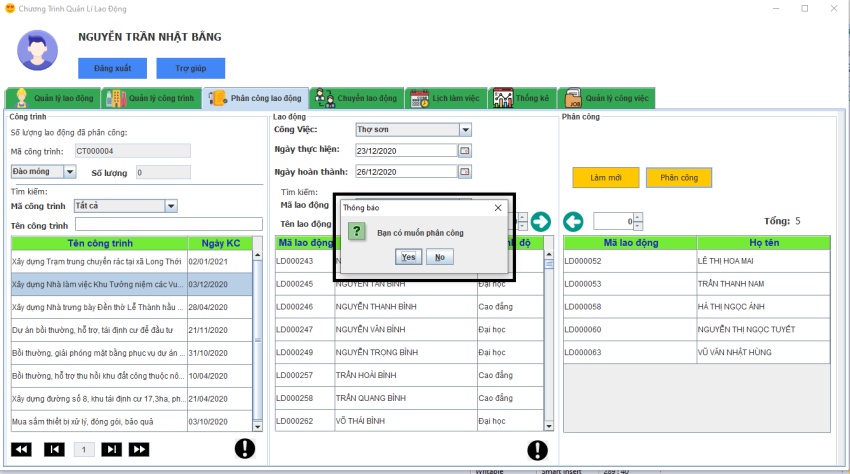 Chương Trình Quản Lí Lao Động
NGUYỄN TRẦN NHẬT BẰNG
Đăng xuất
Trợ giúp
Quản lý lao động
Quản lý công trình
Phân công lao động
Chuyển lao động
Lịch làm việc
Thống kê
Quản lý công việc
Công trình
Số lượng lao động đã phân công:
Mã công trình:
CT000004
Đào móng
Số lượng
0
Tìm kiếm:
Mã công trình
Tất cả
Tên công trình
Tên công trình
Ngày KC
Xây dựng Trạm trung chuyển rác tại xã Long Thới
02/01/2021
Xây dựng Nhà làm việc Khu Tưởng niệm các Vu...
03/12/2020
Xây dựng Nhà trưng bày Đền thờ Lê Thành hầu ...
28/04/2020
Dự án bồi thường, hỗ trợ, tái định cư để đầu tư
21/11/2020
Bồi thường, giải phóng mặt bằng phục vụ dự án ...
31/10/2020
Bồi thường, hỗ trợ thu hồi khu đất công thuộc nô...
10/04/2020
Xây dựng đường số 8, khu tái định cư 17,3ha, ph...
21/04/2020
Mua sắm thiết bị xử lý, đóng gói, bảo quả
03/10/2020
1
Lao động
Công Việc:
Thợ sơn
Ngày thực hiện:
23/12/2020
Ngày hoàn thành:
26/12/2020
Tìm kiếm:
Mã lao động
Tên lao động
Thông báo
Bạn có muốn phân công
Yes
No
Mã lao động
độ
LD000243
LD000245
NGUYỄN TẤN BÌNH
Đại học
LD000246
NGUYỄN THANH BÌNH
Cao đẳng
LD000247
NGUYỄN VĂN BÌNH
Đại học
LD000249
NGUYỄN TRỌNG BÌNH
Đại học
LD000257
TRẦN HOÀI BÌNH
Cao đẳng
LD000258
TRẦN QUANG BÌNH
Cao đẳng
LD000262
VÕ THÁI BÌNH
Đại học
Phân công
Làm mới
Phân công
0
Tổng: 5
Mã lao động
Họ tên
LD000052
LÊ THỊ HOA MAI
LD000053
TRẦN THANH NAM
LD000058
HÀ THỊ NGỌC ÁNH
LD000060
NGUYỄN THỊ NGỌC TUYẾT
LD000063
VŨ VĂN NHẬT HÙNG
Writable
Smart Insert
289 : 40